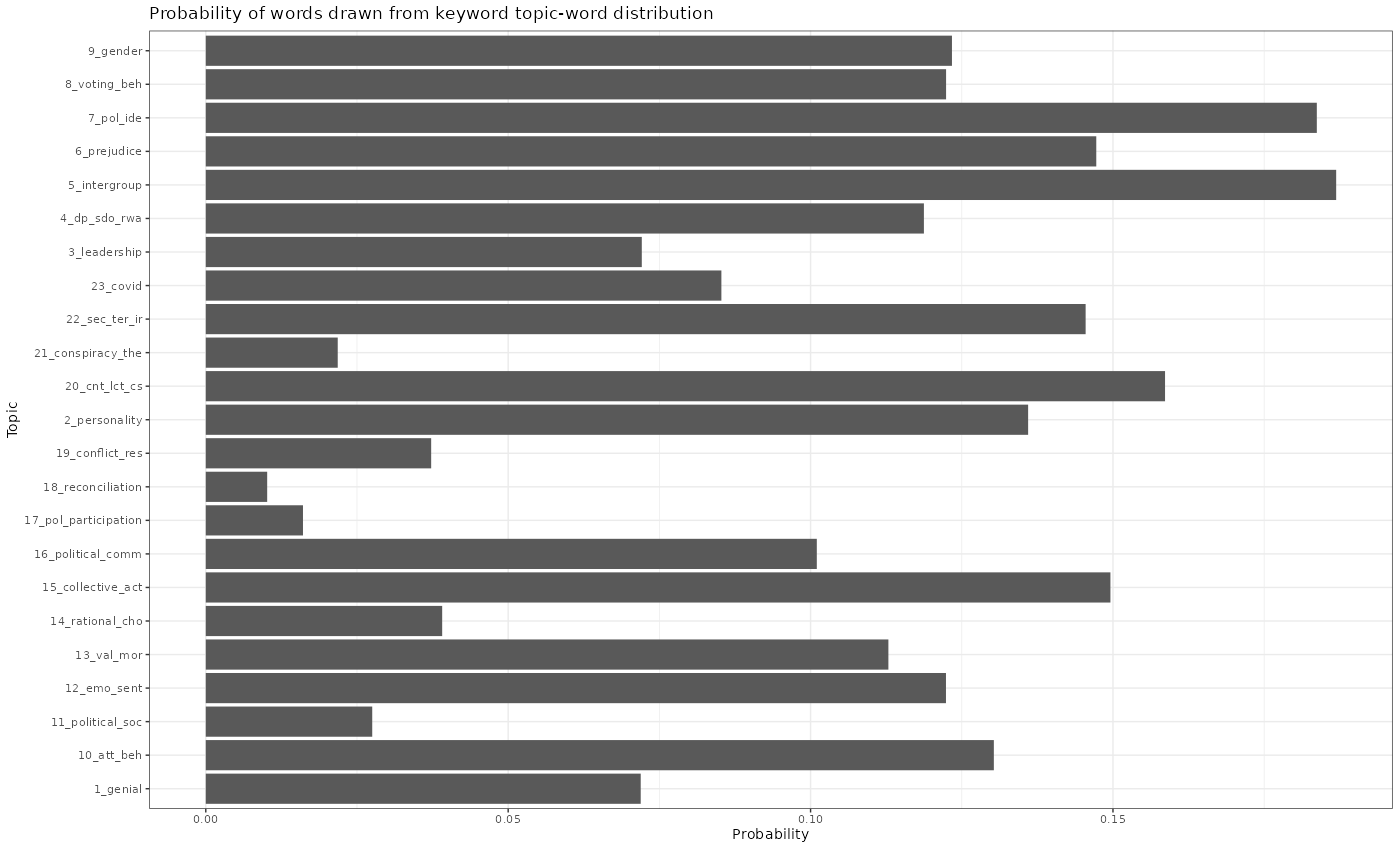 Probability of words drawn from keyword topic-word distribution
9_gender
8_voting_beh
7_pol_ide
6_prejudice
5_intergroup
4_dp_sdo_rwa
3_leadership
23_covid
22_sec_ter_ir
21_conspiracy_the
20_cnt_lct_cs
2_personality
19_conflict_res
18_reconciliation
17_pol_participation
16_political_comm
15_collective_act
14_rational_cho
13_val_mor
12_emo_sent
11_political_soc
10_att_beh
1_genial
Topic
0.00 0.05 0.10 0.15
Probability